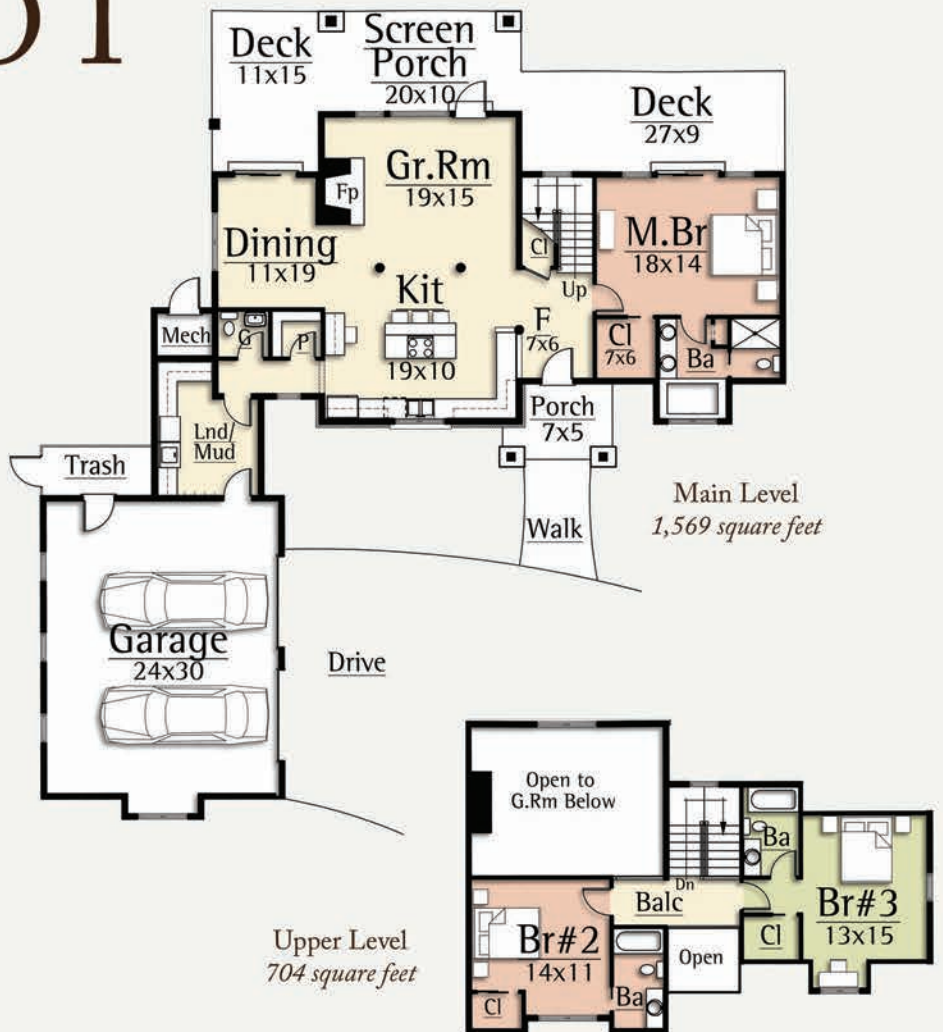 Deck
11x15
Screen
Porch
20x10
Deck
27x9
Gr.Rm
19x15
Fp
Dining
11x19
Cl
Up
M.Br
18x14
Kit
19x10
F
7x6
Cl
7x6
Ba
Mech
G
P
Lnd/
Mud
Porch
7x5
Trash
Walk
Main Level
1,569 square feet
Garage
24x30
Drive
Open to
G.Rm Below
Ba
Dn
Balc
Br#3
13x15
Cl
Br#2
14x11
Open
Cl
Ba
Upper Level
704 square feet